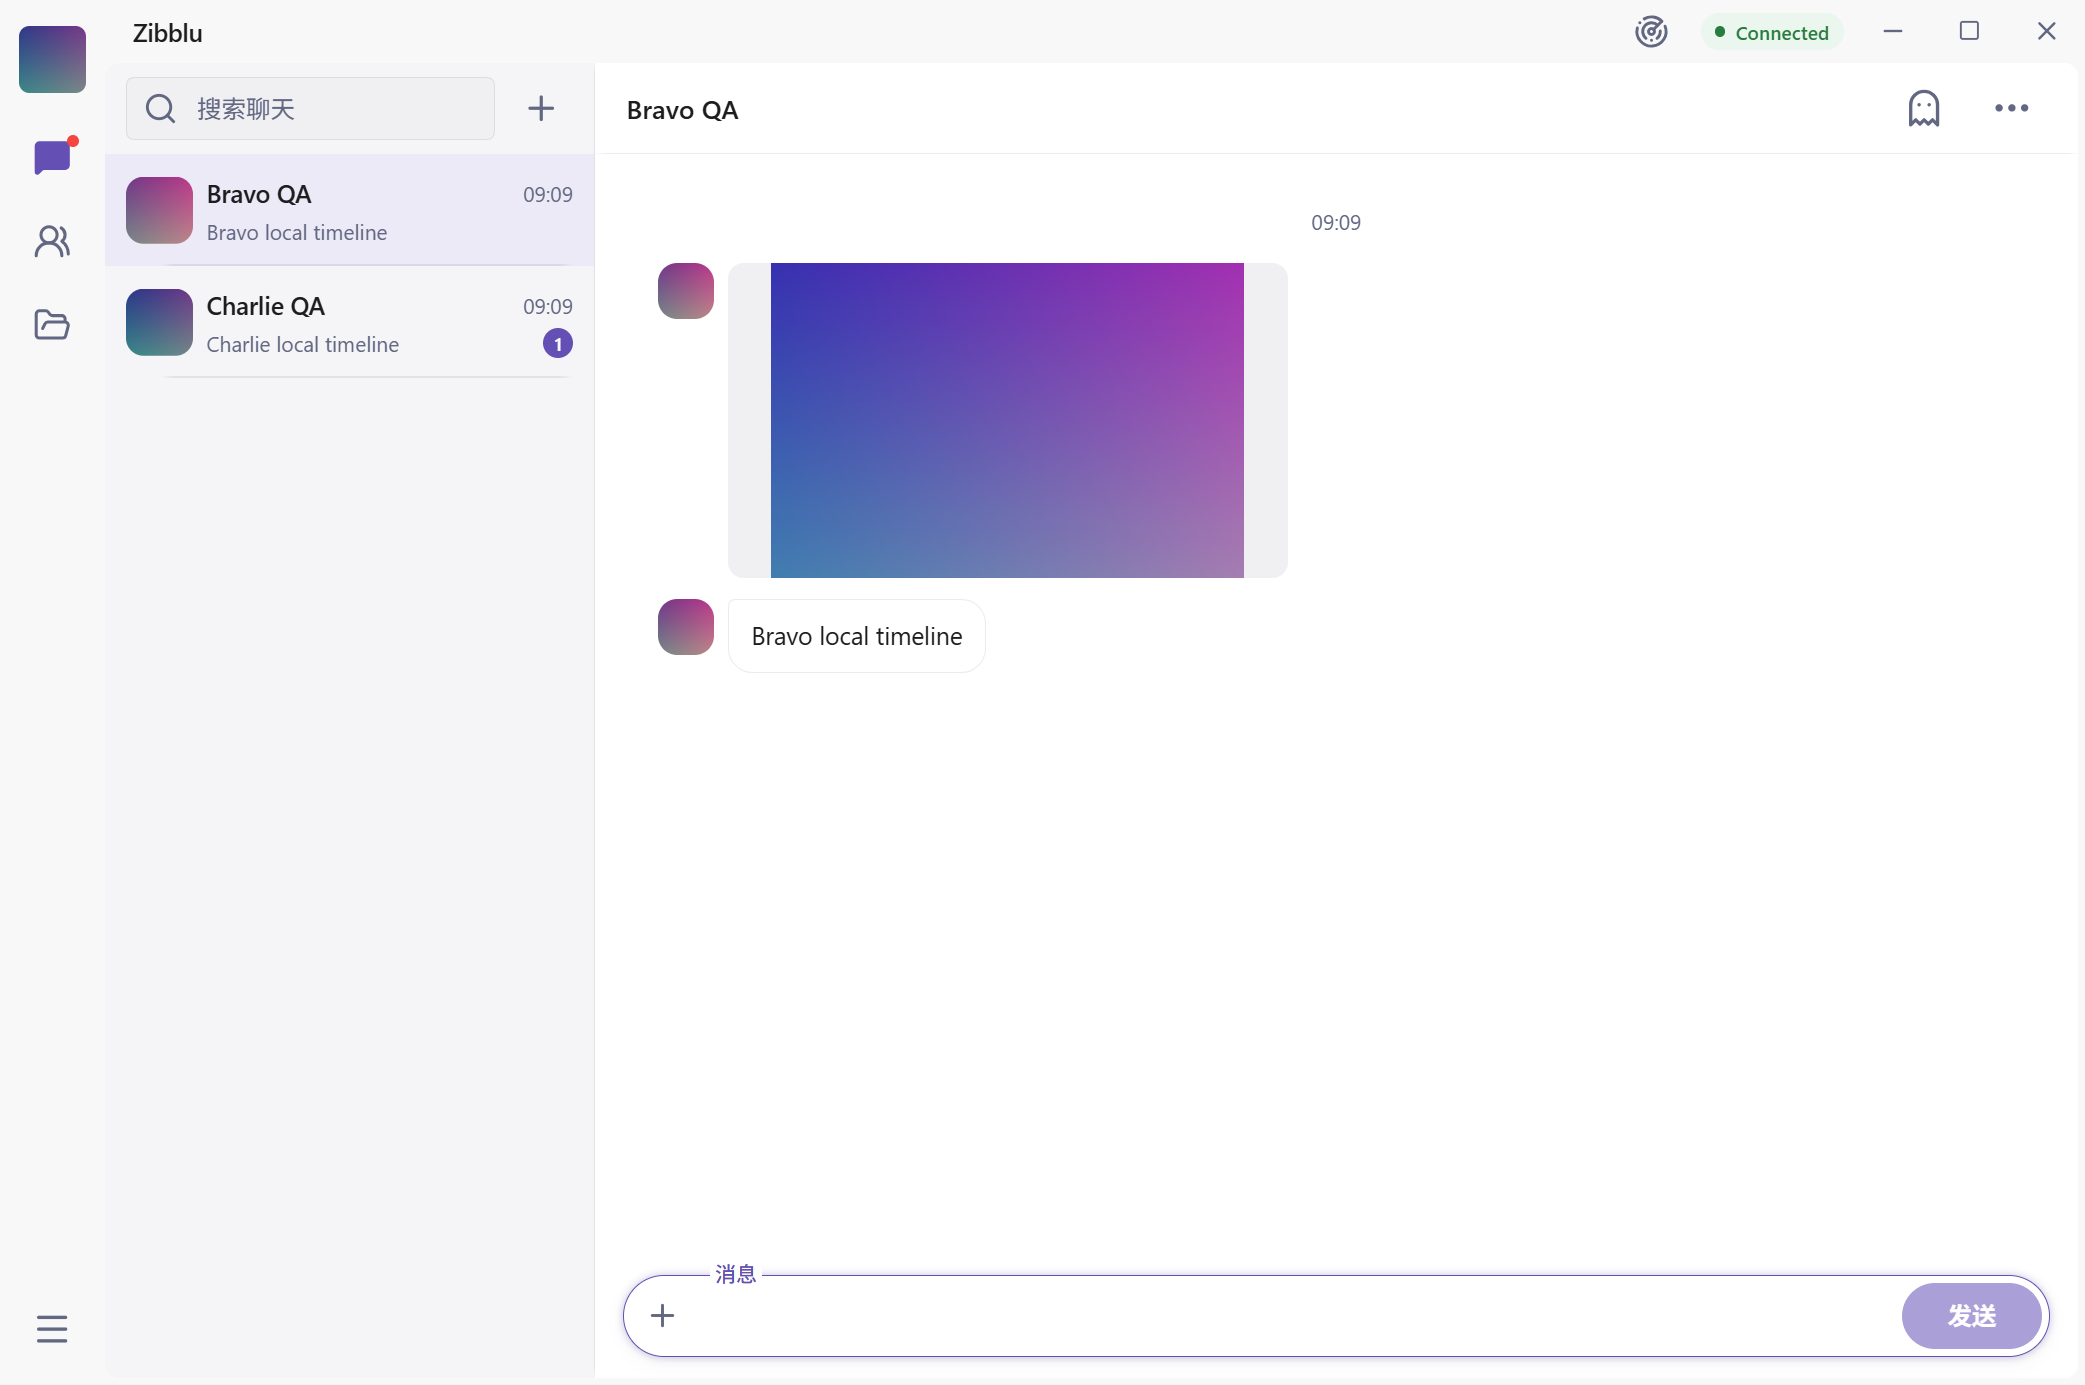 Zibblu
Connected
搜索聊天
Bravo QA
09:09
Bravo local timeline
Charlie QA
09:09
Charlie local timeline
1
Bravo QA
09:09
Bravo local timeline
消息
发送